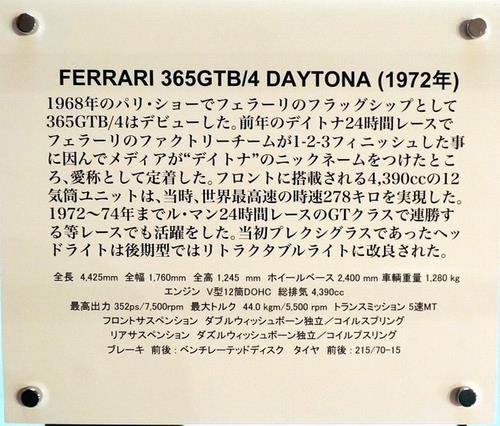 FERRARI 365GTB/4 DAYTONA (1972年)
1968年のパリ・ショーでフェラーリのフラッグシップとして
365GTB/4はデビューした。前年のデイトナ24時間レースで
フェラーリのファクトリーチームが1-2-3フィニッシュした事
に因んでメディアが“デイトナ”のニックネームをつけたとこ
ろ、愛称として定着した。フロントに搭載される4,390ccの12
気筒ユニットは、当時、世界最高速の時速278キロを実現した。
1972〜74年までル・マン24時間レースのGTクラスで連勝す
る等レースでも活躍をした。当初プレクシグラスであったヘッ
ドライトは後期型ではリトラクタブルライトに改良された。
全長 4,425mm 全幅 1,760mm 全高 1,245 mm ホイールベース 2,400 mm 車輌重量 1,280 kg
エンジン V型12筒DOHC 総排気 4,390cc
最高出力 352ps/7,500rpm 最大トルク 44.0 kgm/5,500 rpm トランスミッション 5速MT
フロントサスペンション ダブルウィッシュボーン独立／コイルスプリング
リアサスペンション ダズルウィッシュボーン独立／コイルプスリング
ブレーキ 前後：ベンチレーテッドディスク タイヤ 前後：215/70-15